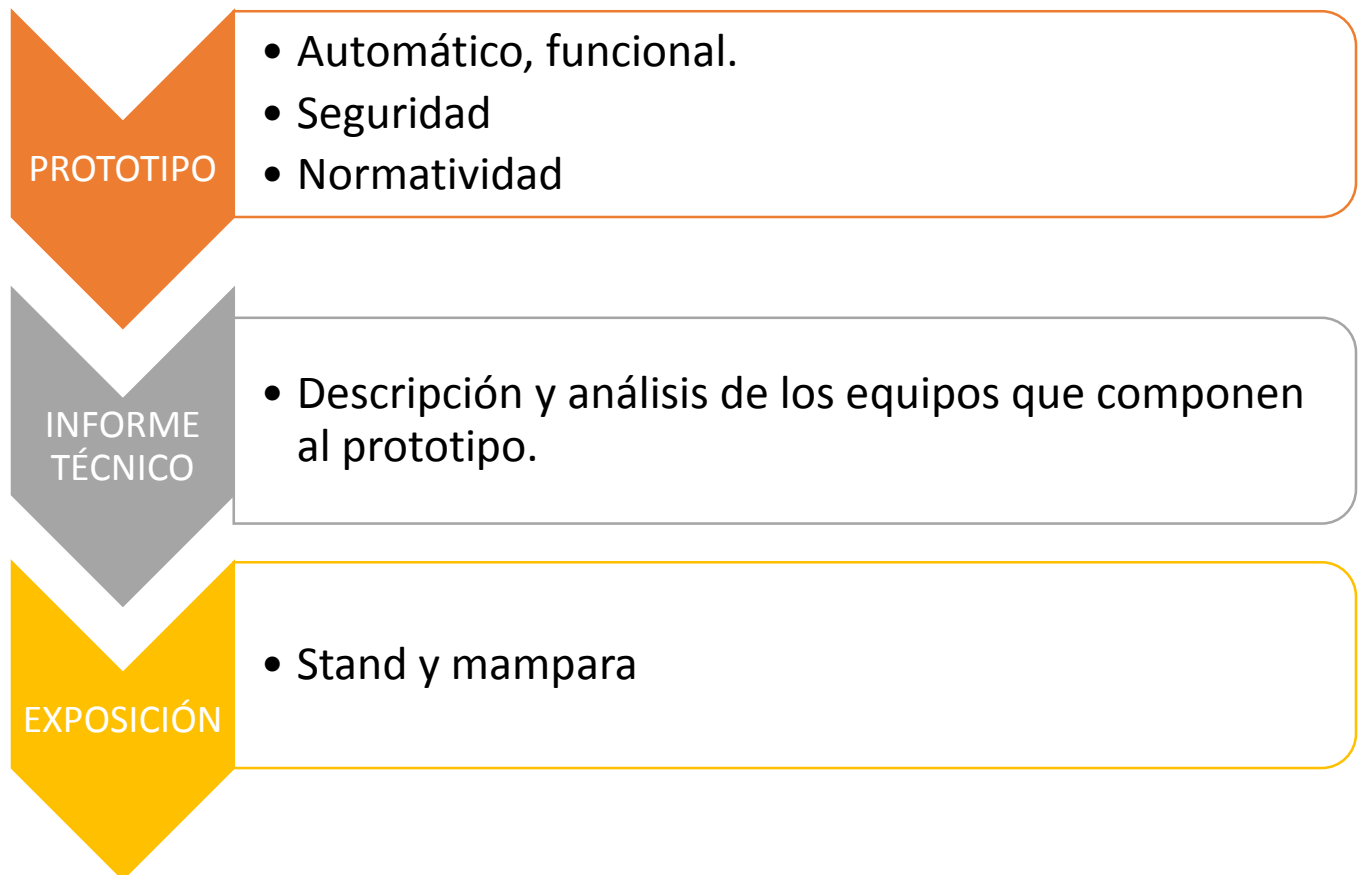 PROTOTIPO
• Automático, funcional.
• Seguridad
• Normatividad
INFORME
TÉCNICO
• Descripción y análisis de los equipos que componen
al prototipo.
EXPOSICIÓN
• Stand y mampara